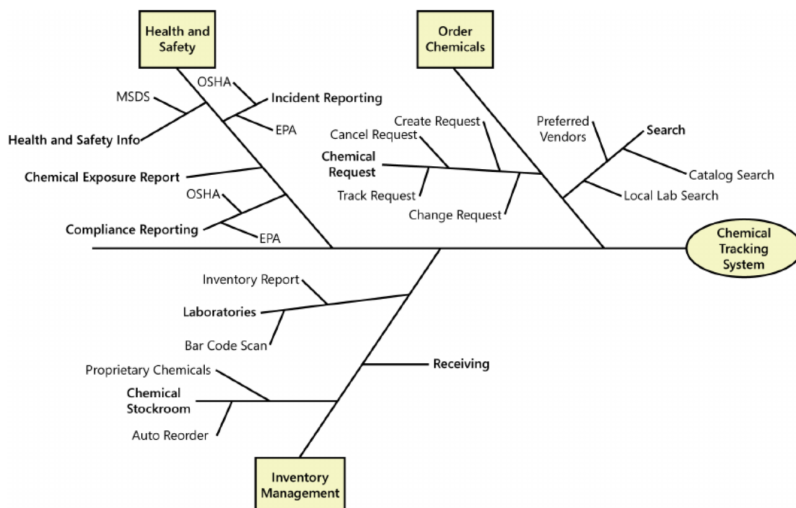 Health and
Safety
Order
Chemicals
OSHA
MSDS
Incident Reporting
EPA
Health and Safety Info
Chemical Exposure Report
OSHA
Compliance Reporting
EPA
Create Request
Cancel Request
Chemical
Request
Track Request
Change Request
Preferred
Vendors
Search
Catalog Search
Local Lab Search
Chemical
Tracking
System
Inventory Report
Laboratories
Bar Code Scan
Receiving
Proprietary Chemicals
Chemical
Stockroom
Auto Reorder
Inventory
Management